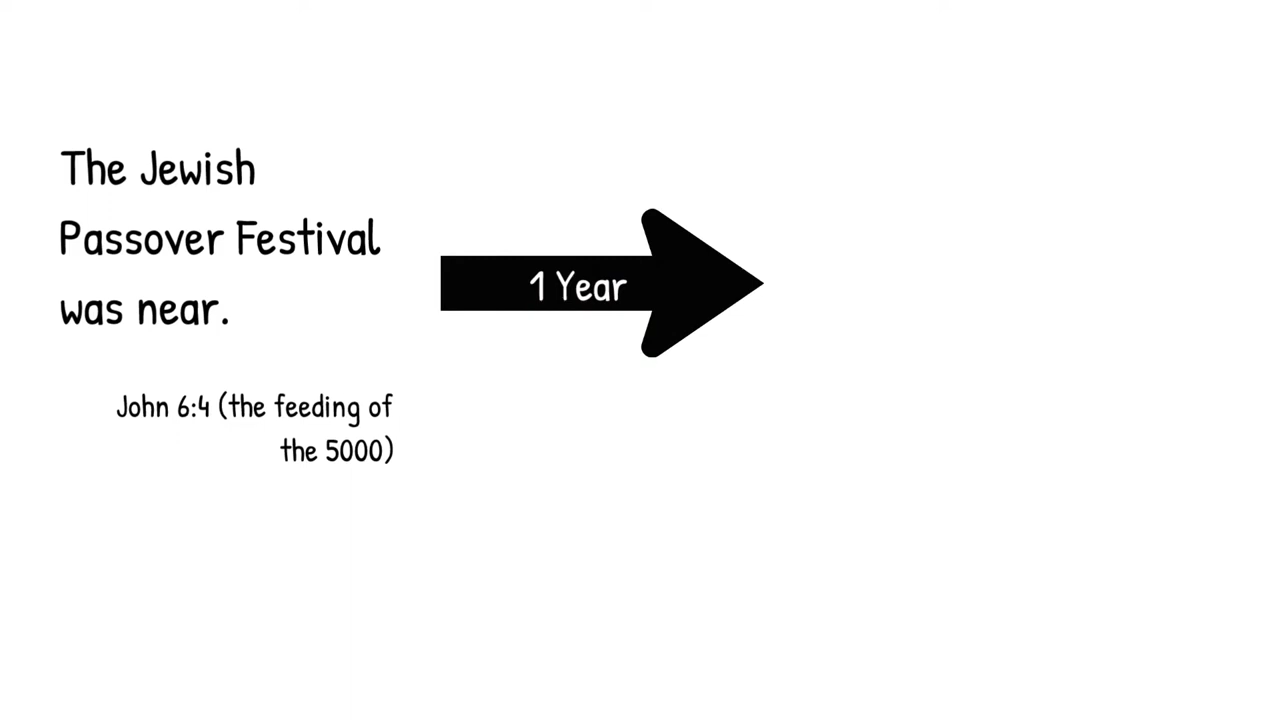 The Jewish
Passover Festival
was near.
1 Year
John 6:4 (the feeding of
the 5000)